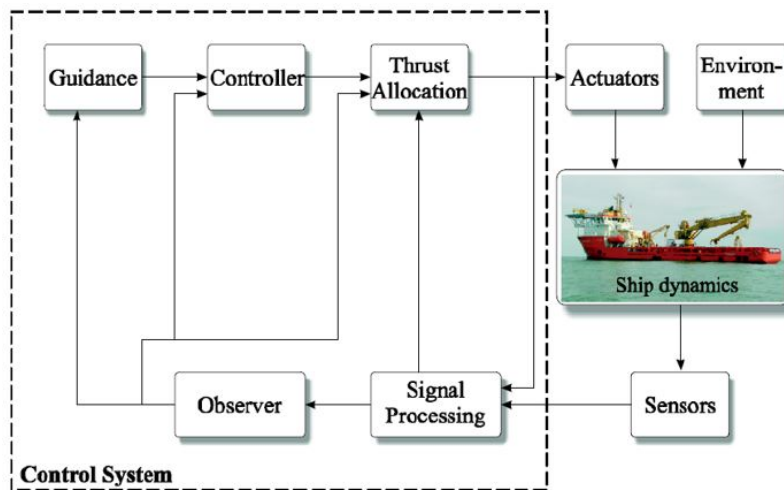 Guidance
Controller
Thrust
Allocation
Actuators
Environ-
ment
Ship dynamics
Observer
Signal
Processing
Sensors
Control System